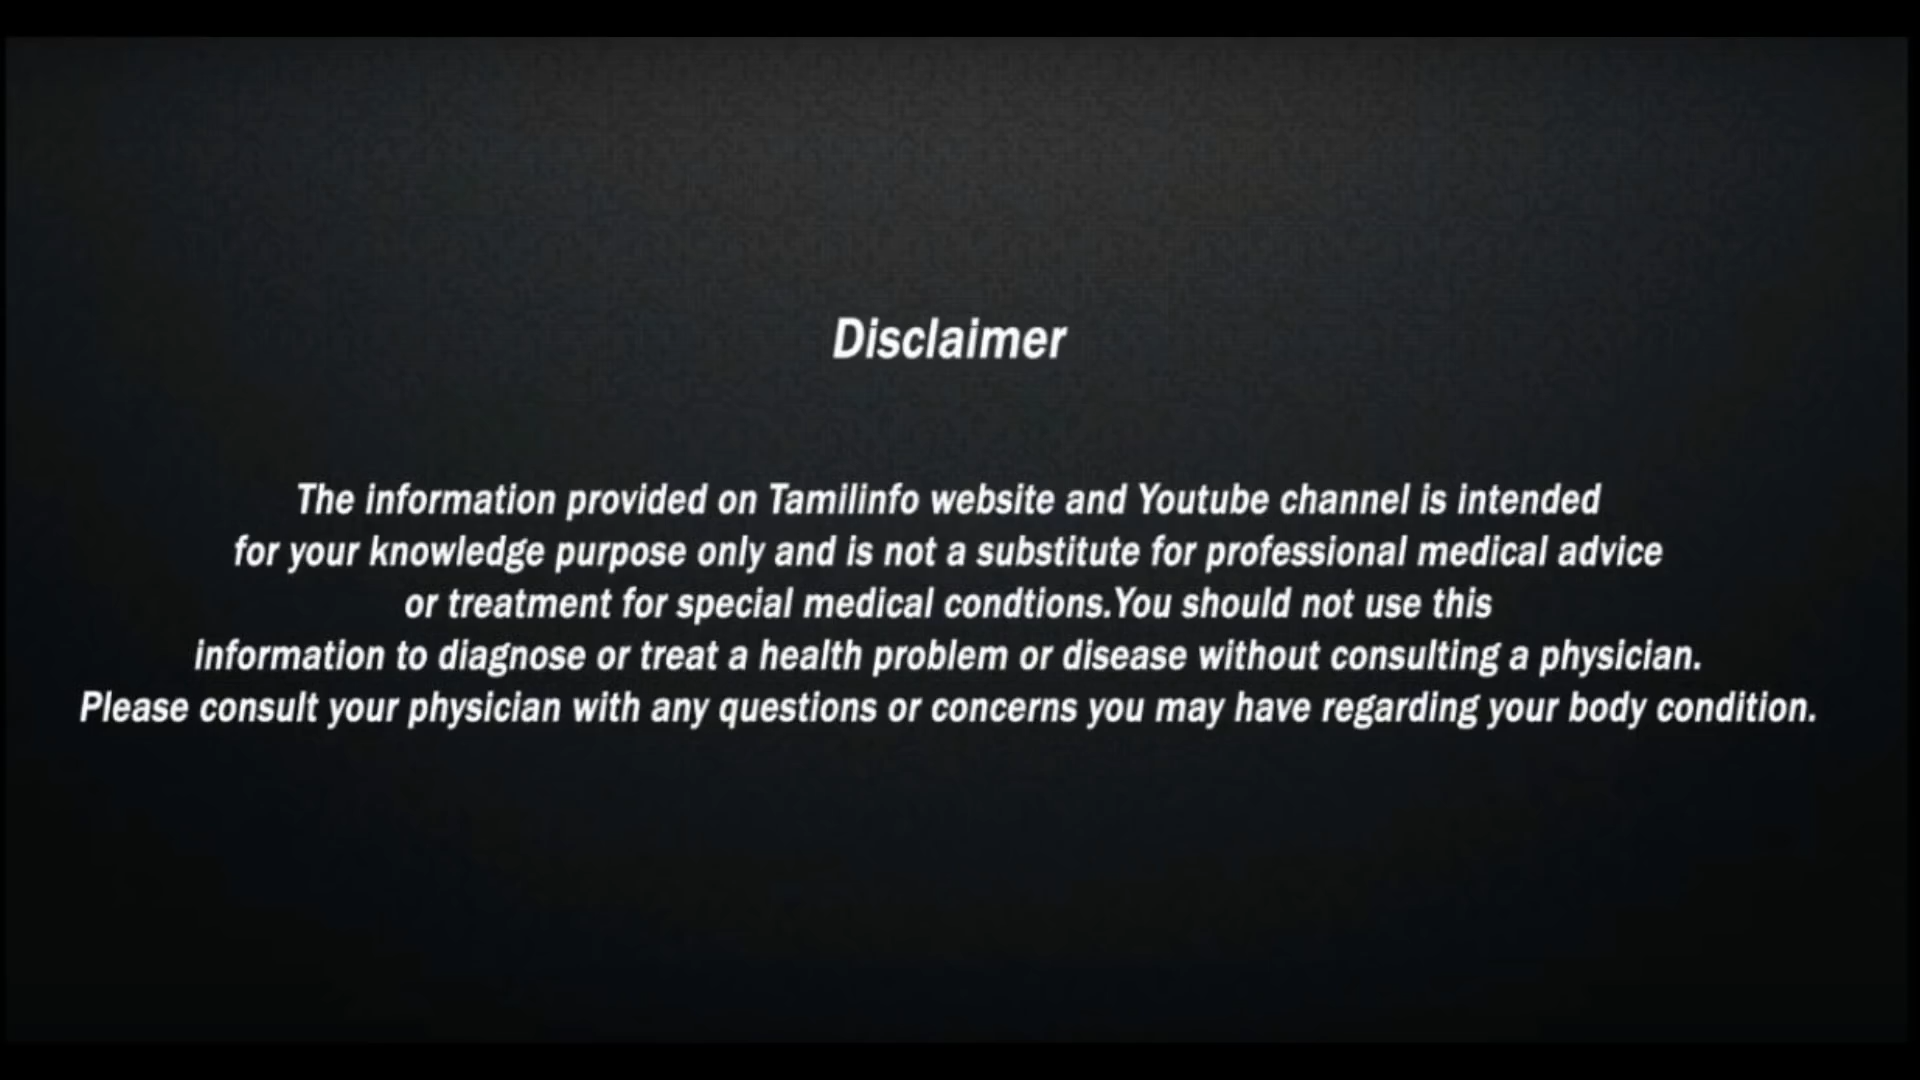 Disclaimer
The information provided on Tamilinfo website and Youtube channel is intended
for your knowledge purpose only and is not a substitute for professional medical advice
or treatment for special medical condtions.You should not use this
information to diagnose or treat a health problem or disease without consulting a physician.
Please consult your physician with any questions or concerns you may have regarding your body condition.